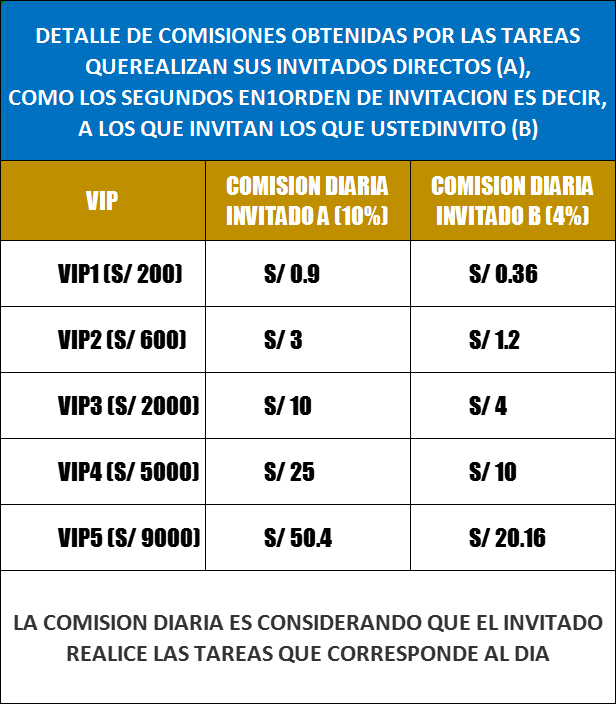 DETALLE DE COMISIONES OBTENIDAS POR LAS TAREAS
QUEREALIZAN SUS INVITADOS DIRECTOS (A),
COMO LOS SEGUNDOS EN1ORDEN DE INVITACION ES DECIR,
A LOS QUE INVITAN LOS QUE USTEDINVITO (B)
VIP
COMISION DIARIA
INVITADO A (10%)
COMISION DIARIA
INVITADO B (4%)
VIP1 (S/ 200) S/ 0.9 S/ 0.36
VIP2 (S/ 600) S/ 3 S/ 1.2
VIP3 (S/ 2000) S/ 10 S/ 4
VIP4 (S/ 5000) S/ 25 S/ 10
VIP5 (S/ 9000) S/ 50.4 S/ 20.16
LA COMISION DIARIA ES CONSIDERANDO QUE EL INVITADO
REALICE LAS TAREAS QUE CORRESPONDE AL DIA